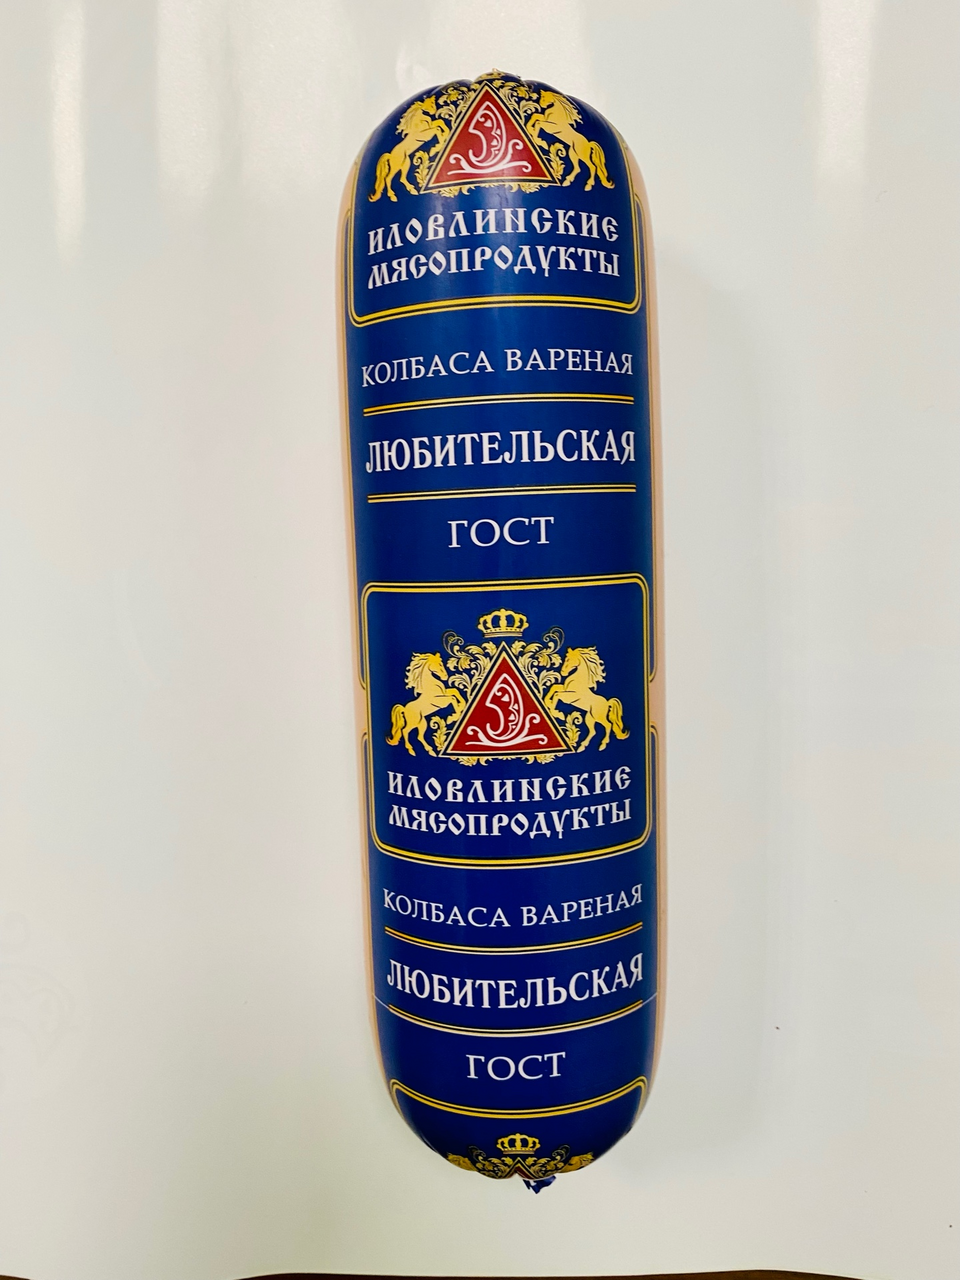 ИЛОВЛИНСКИЕ
МЯСОПРОДУКТЫ
КОЛБАСА ВАРЕНАЯ
ЛЮБИТЕЛЬСКАЯ
ГОСТ
ИЛОВЛИНСКИЕ
МЯСОПРОДУКТЫ
КОЛБАСА ВАРЕНАЯ
ЛЮБИТЕЛЬСКАЯ
ГОСТ